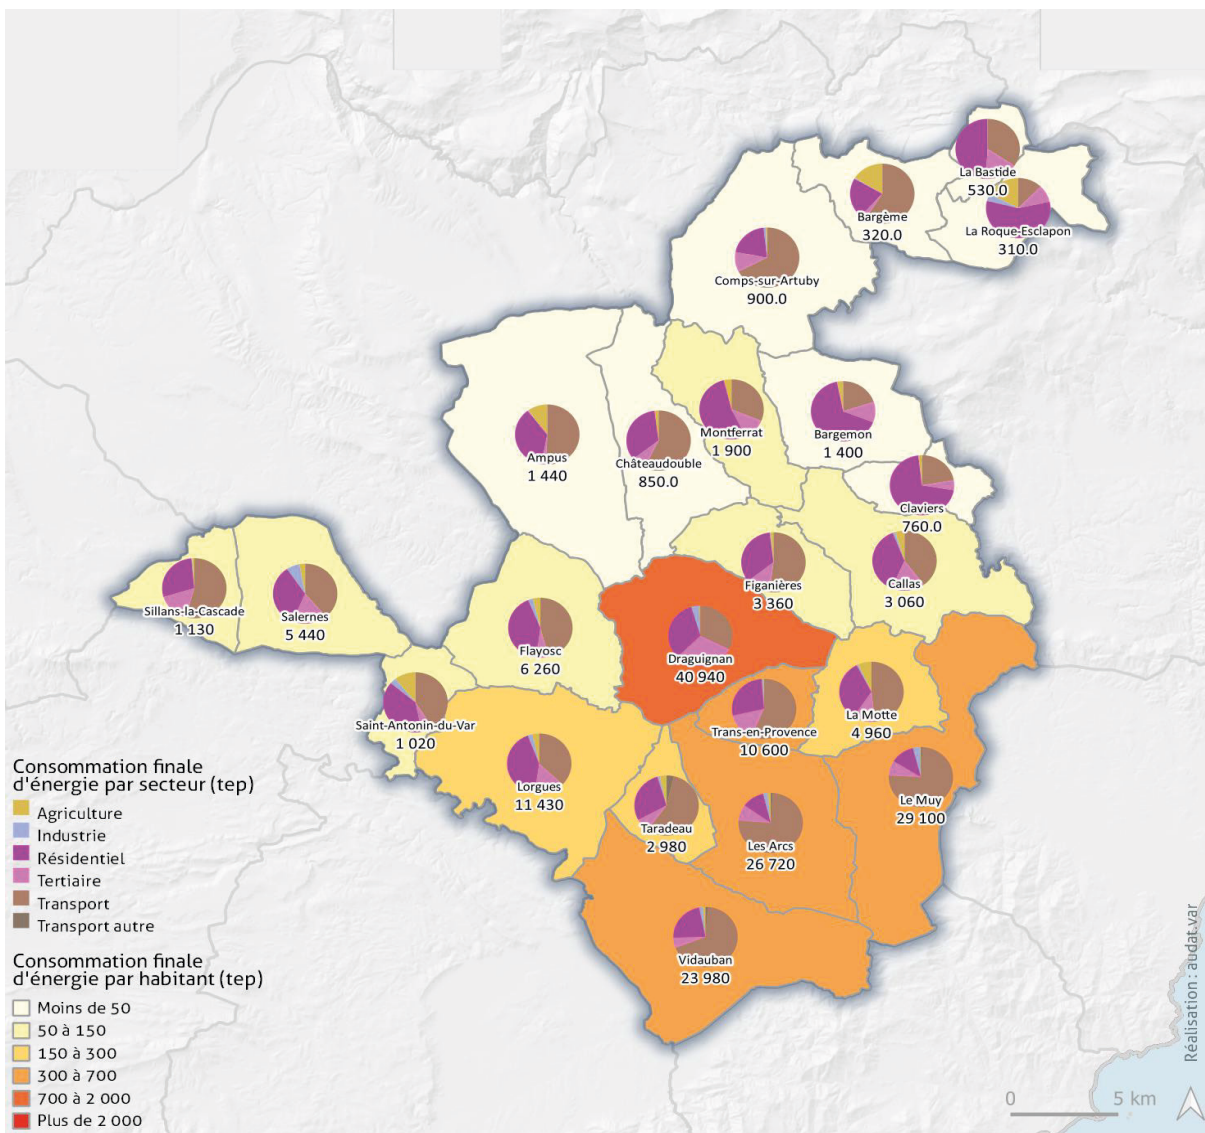 La Bastide
530.0
La Roque-Esclapon
310.0
Bargème
320.0
Comps-sur-Artuby
900.0
Montferrat
1 900
Bargemon
1 400
Ampus
1 440
Châteaudouble
850.0
Claviers
760.0
Figanières
3 360
Callas
3 060
Sillans-la-Cascade
1 130
Salernes
5 440
Flayosc
6 260
Draguignan
40 940
Saint-Antonin-du-Var
1 020
Trans-en-Provence
10 600
La Motte
4 960
Lorgues
11 430
Taradeau
2 980
Les Arcs
26 720
Le Muy
29 100
Vidauban
23 980
Consommation finale
d'énergie par secteur (tep)
Agriculture
Industrie
Résidentiel
Tertiaire
Transport
Transport autre
Consommation finale
d'énergie par habitant (tep)
Moins de 50
50 à 150
150 à 300
300 à 700
700 à 2 000
Plus de 2 000
0 5 km
Réalisation : audat.var